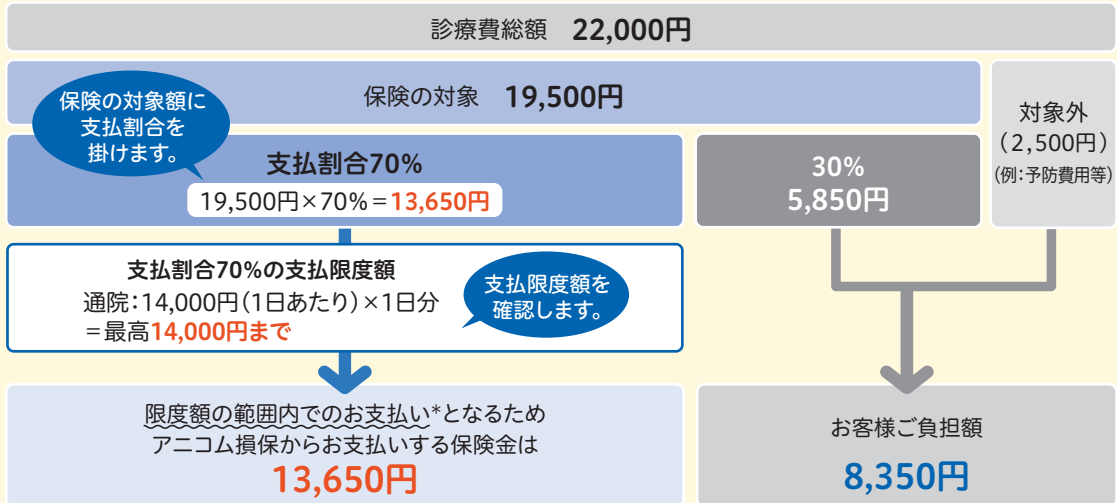 診療費総額 22,000円
保険の対象 19,500円
保険の対象額に
支払割合を
掛けます。
対象外
（2,500円）
（例：予防費用等）
支払割合70%
19,500円×70%＝13,650円
30%
5,850円
支払割合70%の支払限度額
通院：14,000円（1日あたり）×1日分
＝最高14,000円まで
支払限度額を
確認します。
限度額の範囲内でのお支払い*となるため
アニコム損保からお支払いする保険金は
13,650円
お客様ご負担額
8,350円